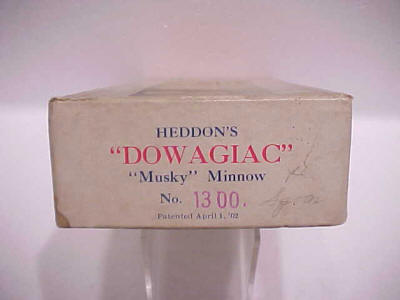 HEDDON'S
"DOWAGIAC"
"Musky" Minnow
No. 1300.
Patented April 1, '02